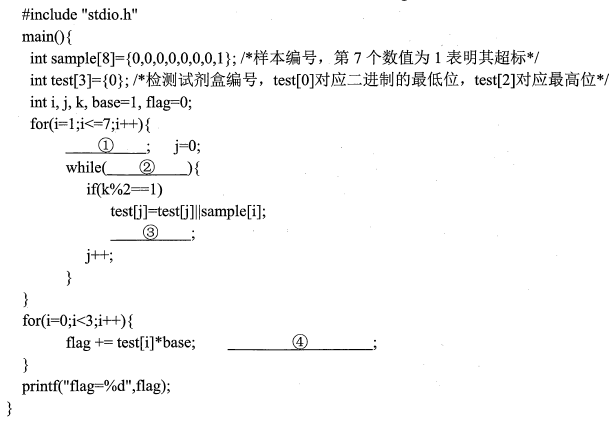 #include "stdio.h"
main(){
int sample[8]={0,0,0,0,0,0,0,1}; /*样本编号，第 7 个数值为 1 表明其超标*/
int test[3]={0}; /*检测试剂盒编号，test[0]对应二进制的最低位，test[2]对应最高位*/
int i, j, k, base=1, flag=0;
for(i=1;i<=7;i++){
① ; j=0;
while( ② ){
if(k%2==1)
test[j]=test[j]||sample[i];
③ ;
j++;
}
}
for(i=0;i<3;i++){
flag += test[i]*base; ④ ;
}
printf("flag=%d",flag);
}